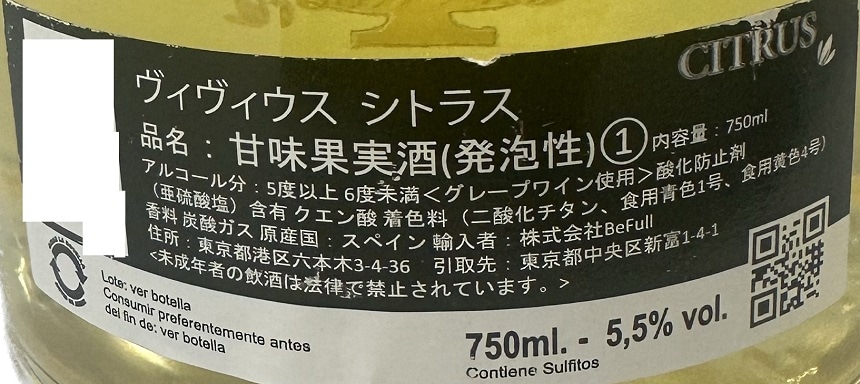 CITRUS
ヴィヴィウス シトラス
品名：甘味果実酒(発泡性)① 内容量：750ml
アルコール分：5度以上 6度未満＜グレープワイン使用＞酸化防止剤
（亜硫酸塩）含有 クエン酸 着色料（二酸化チタン、食用青色1号、食用黄色4号）
香料 炭酸ガス 原産国：スペイン 輸入者：株式会社BeFull
住所：東京都港区六本木3-4-36 引取先：東京都中央区新富1-4-1
<未成年者の飲酒は法律で禁止されています。>
Lote: ver botella
Consumir preferentemente antes
del fin de: ver botella
750ml. - 5,5% vol.
Contiene Sulfitos